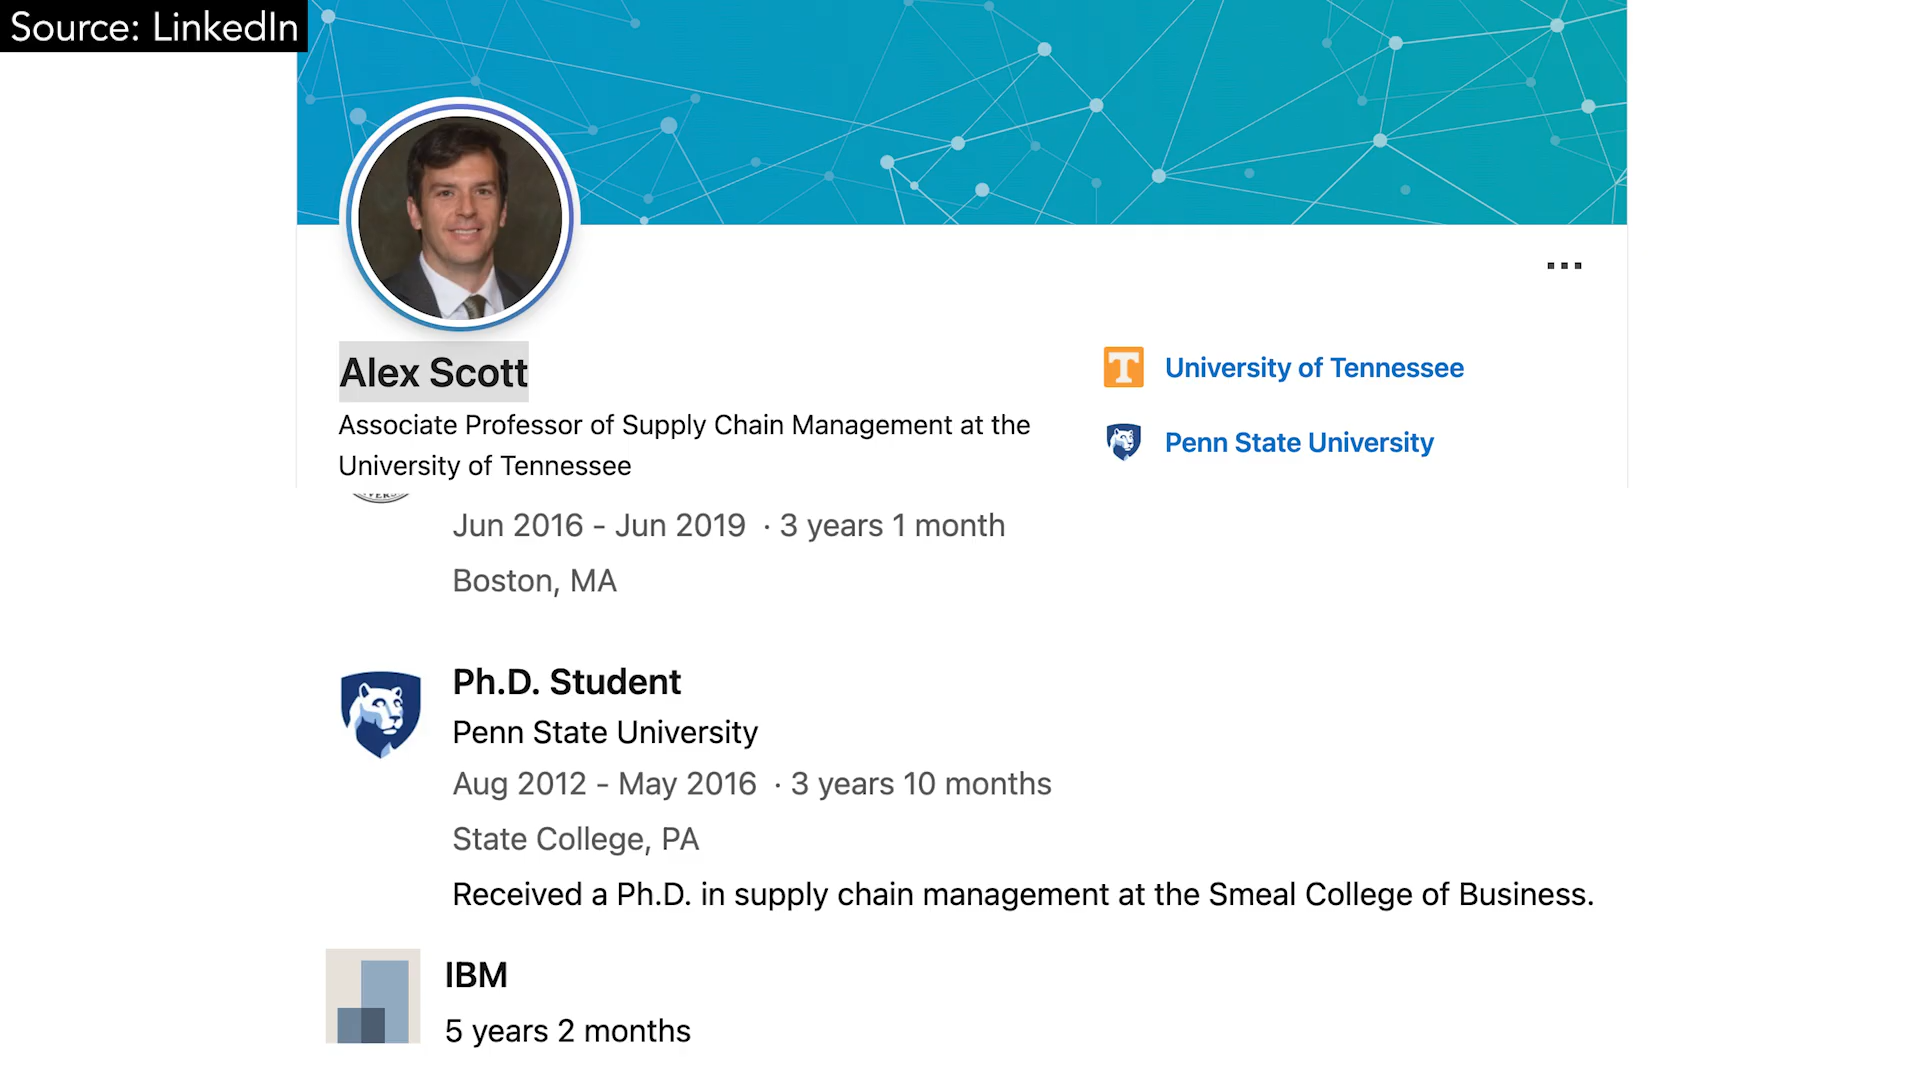 Source: LinkedIn
Alex Scott
Associate Professor of Supply Chain Management at the
University of Tennessee
T
University of Tennessee
Penn State University
Jun 2016 - Jun 2019 · 3 years 1 month
Boston, MA
Ph.D. Student
Penn State University
Aug 2012 - May 2016 · 3 years 10 months
State College, PA
Received a Ph.D. in supply chain management at the Smeal College of Business.
IBM
5 years 2 months